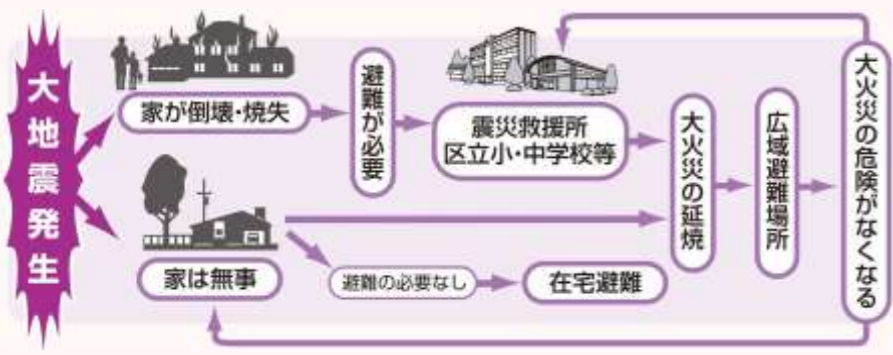 大地震発生
家が倒壊・焼失
避難が必要
震災救援所
区立小・中学校等
大火災の延焼
広域避難場所
大火災の危険がなくなる
家は無事
避難の必要なし
在宅避難